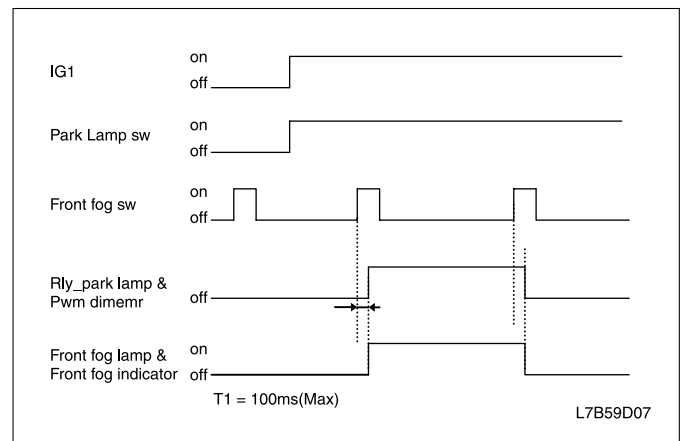 IG1
on
off
Park Lamp sw
on
off
Front fog sw
on
off
Rly_park lamp &
Pwm dimemr
off
Front fog lamp &
Front fog indicator
on
off
T1 = 100ms(Max)
L7B59D07